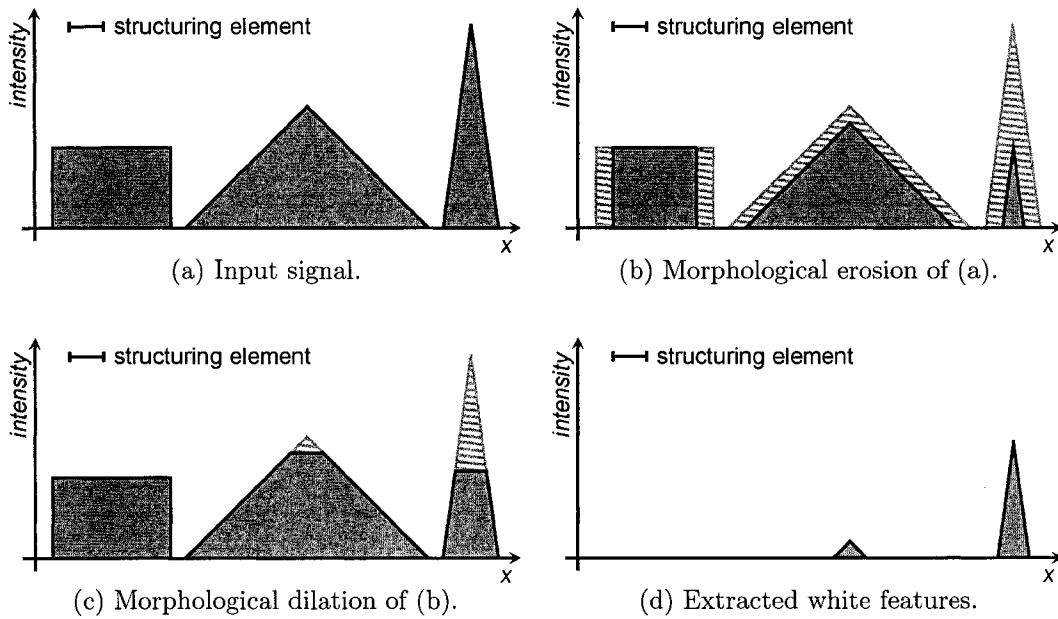 structuring element
intensity
x
(a) Input signal.
structuring element
intensity
x
(b) Morphological erosion of (a).
structuring element
intensity
x
(c) Morphological dilation of (b).
structuring element
intensity
x
(d) Extracted white features.